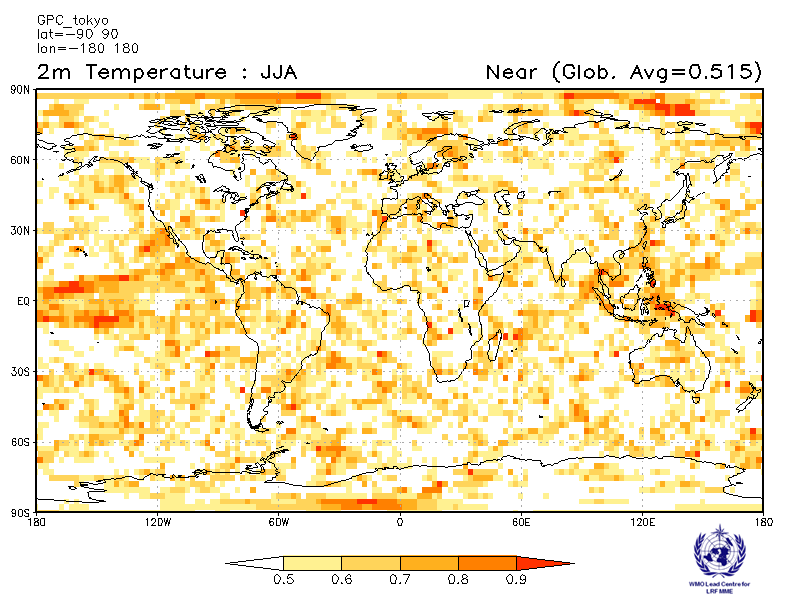 GPC_tokyo
lat=-90 90
lon=-180 180
2m Temperature : JJA Near (Glob. Avg=0.515)
90N
60N
30N
EQ
30S
60S
90S
180 120W 60W 0 60E 120E 180
0.5 0.6 0.7 0.8 0.9
WMO Lead Centre for
LRF MME